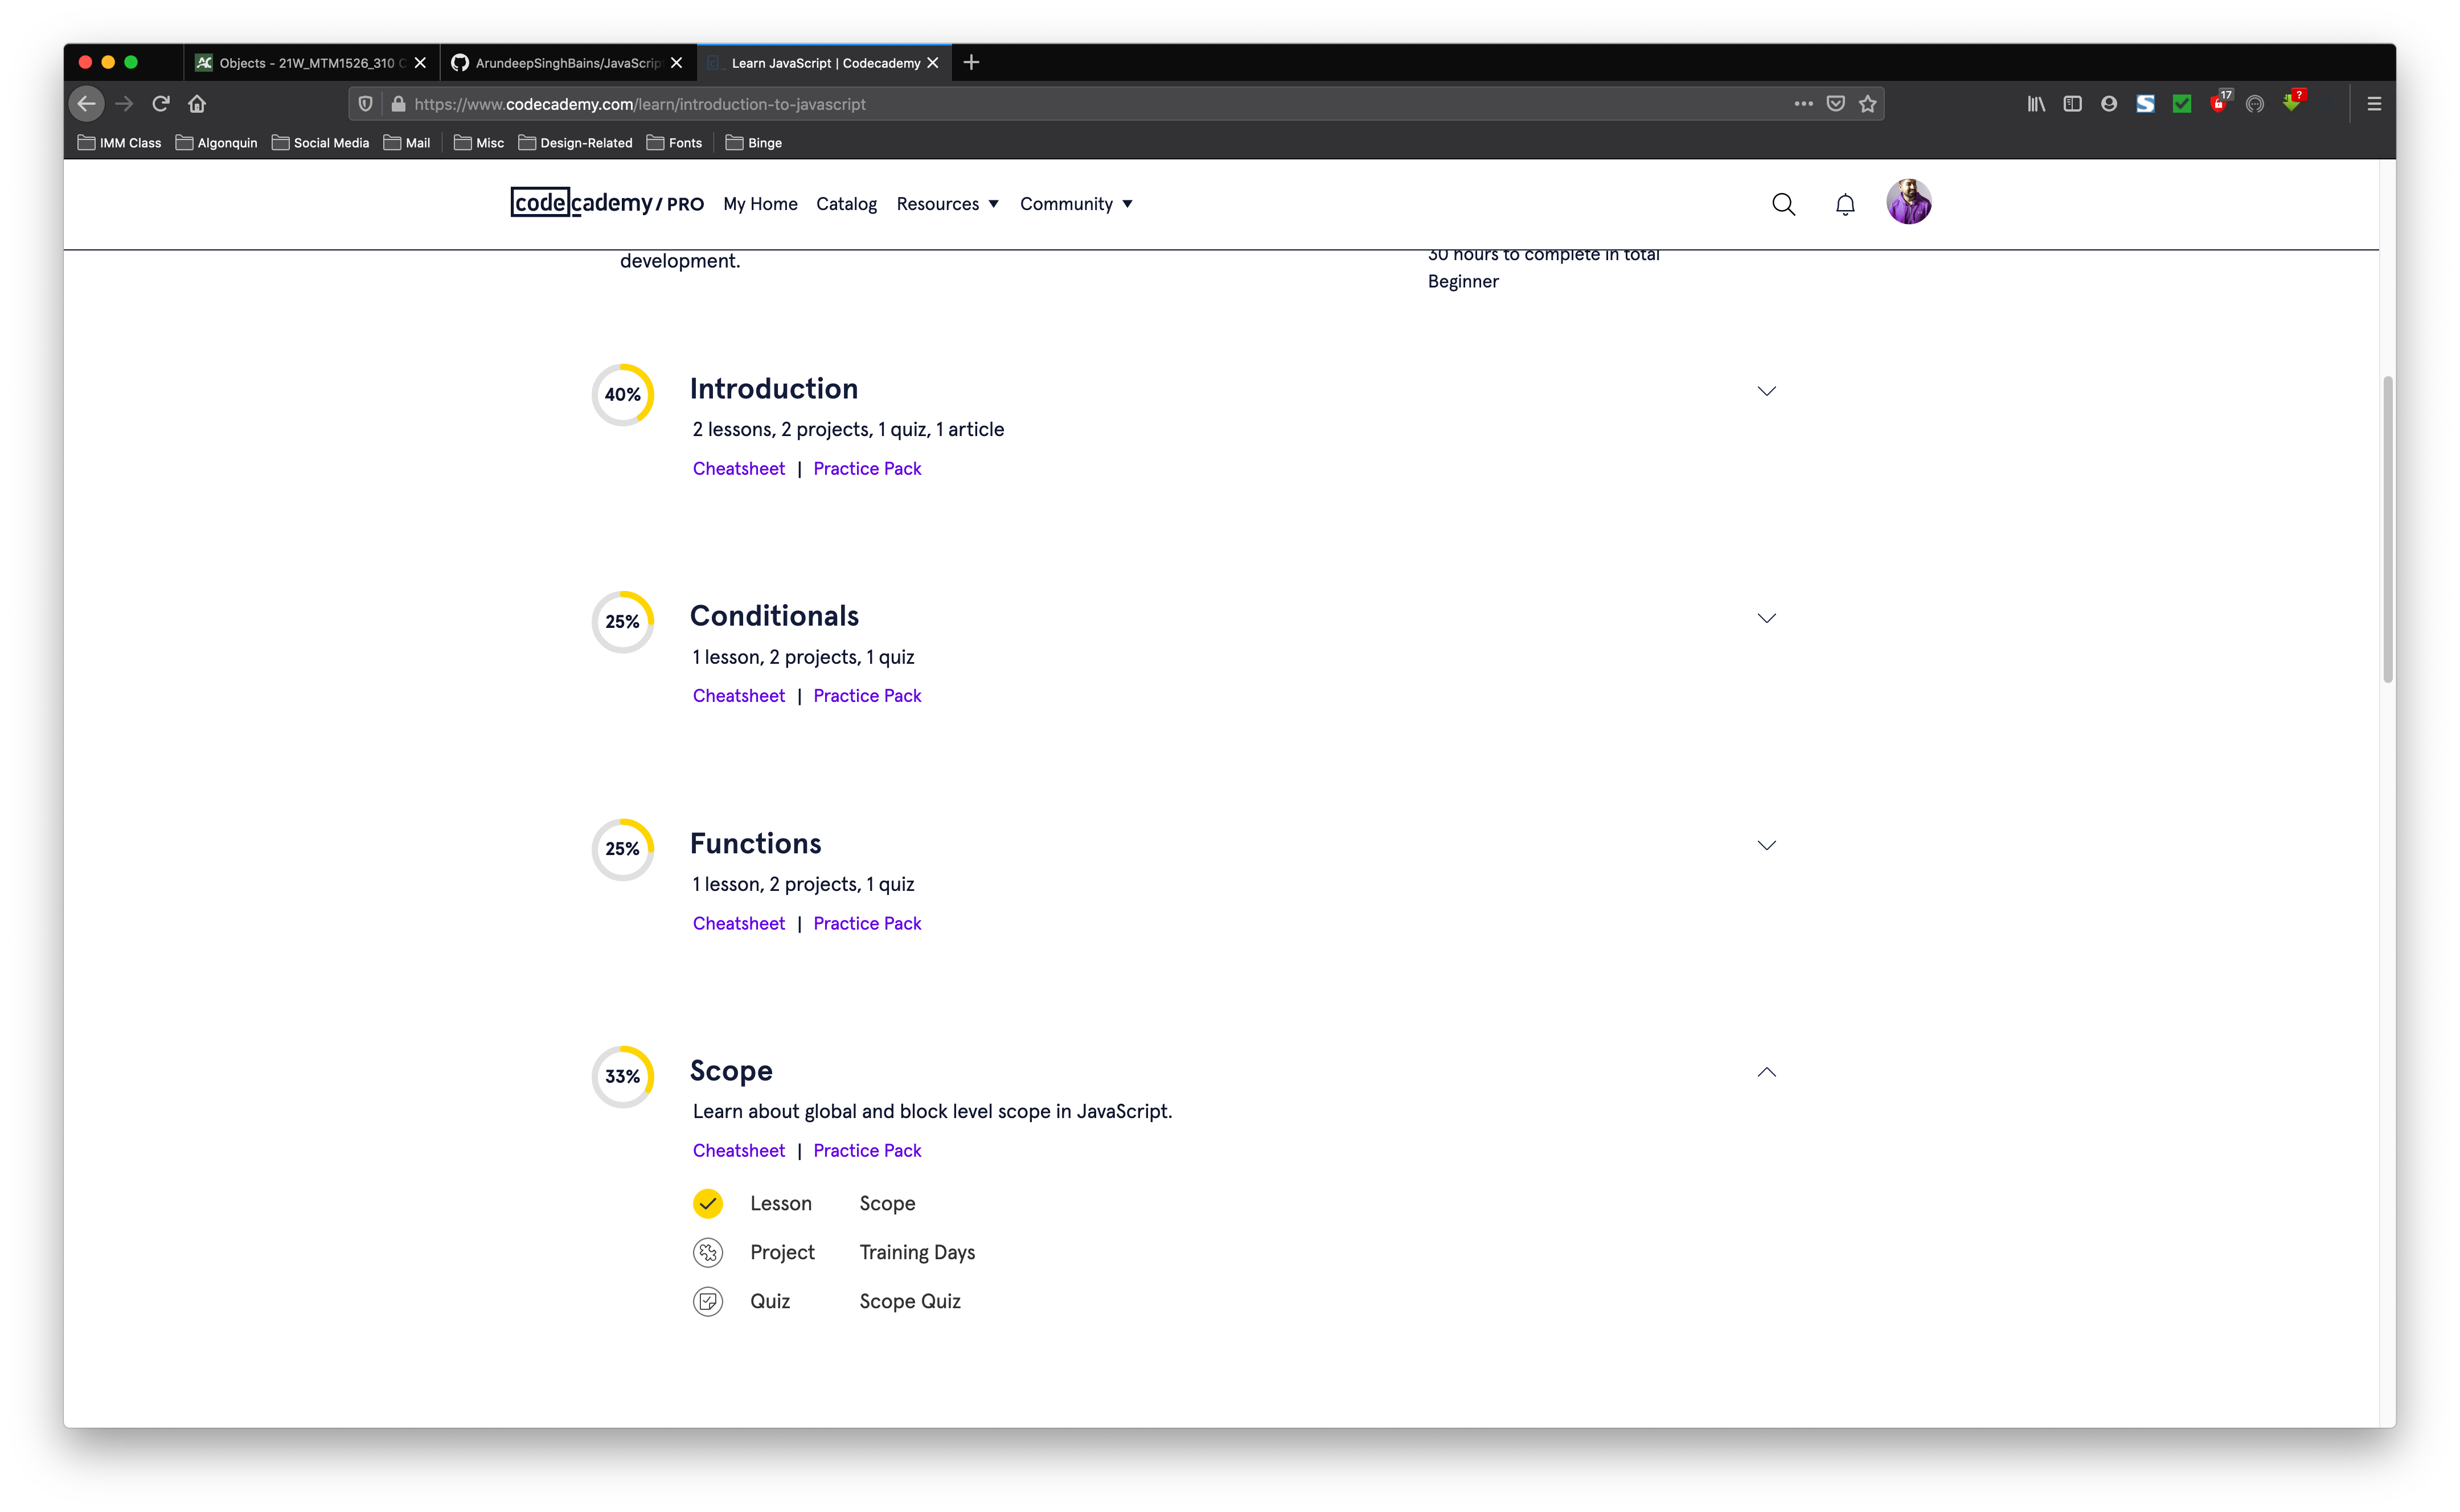 Objects - 21W_MTM1526_310
ArundeepSinghBains/JavaScrip
Learn JavaScript | Codecademy
https://www.codecademy.com/learn/introduction-to-javascript
17
?
IMM Class Algonquin Social Media Mail Misc Design-Related Fonts Binge
codecademy/PRO My Home Catalog Resources Community
development.
30 hours to complete in total
Beginner
40%
Introduction
2 lessons, 2 projects, 1 quiz, 1 article
Cheatsheet | Practice Pack
25%
Conditionals
1 lesson, 2 projects, 1 quiz
Cheatsheet | Practice Pack
25%
Functions
1 lesson, 2 projects, 1 quiz
Cheatsheet | Practice Pack
33%
Scope
Learn about global and block level scope in JavaScript.
Cheatsheet | Practice Pack
Lesson Scope
Project Training Days
Quiz Scope Quiz